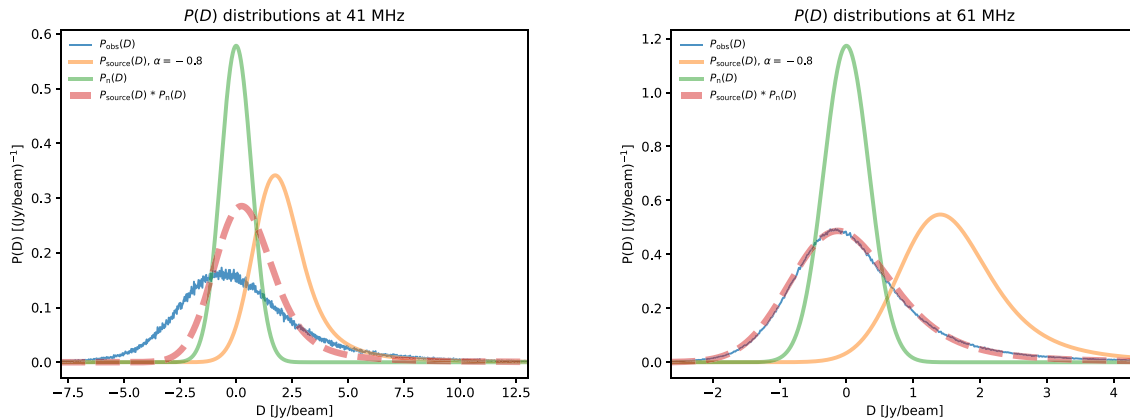 P(D) distributions at 41 MHz
0.6
0.5
0.4
0.3
0.2
0.1
0.0
P(D) [(Jy/beam)⁻¹]
P_obs(D)
P_source(D), α = −0.8
P_n(D)
P_source(D) * P_n(D)
−7.5 −5.0 −2.5 0.0 2.5 5.0 7.5 10.0 12.5
D [Jy/beam]
P(D) distributions at 61 MHz
1.2
1.0
0.8
0.6
0.4
0.2
0.0
P(D) [(Jy/beam)⁻¹]
P_obs(D)
P_source(D), α = −0.8
P_n(D)
P_source(D) * P_n(D)
−2 −1 0 1 2 3 4
D [Jy/beam]